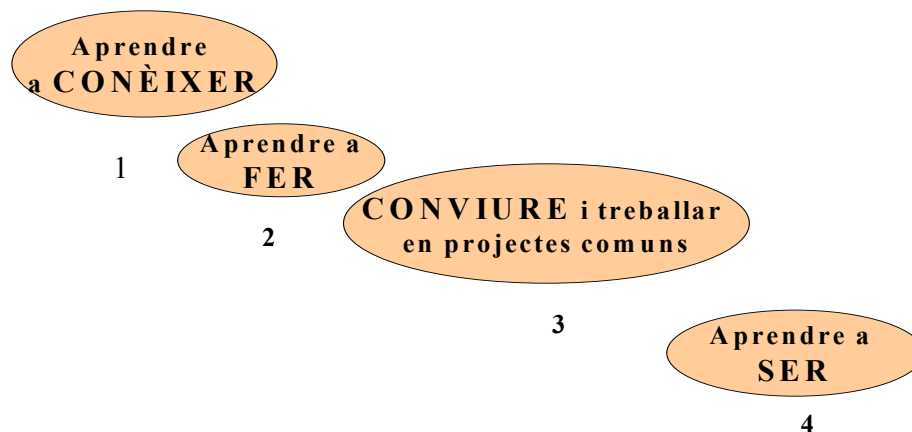 Aprendre
a CONÈIXER
1
Aprendre a
FER
2
CONVIURE i treballar
en projectes comuns
3
Aprendre a
SER
4